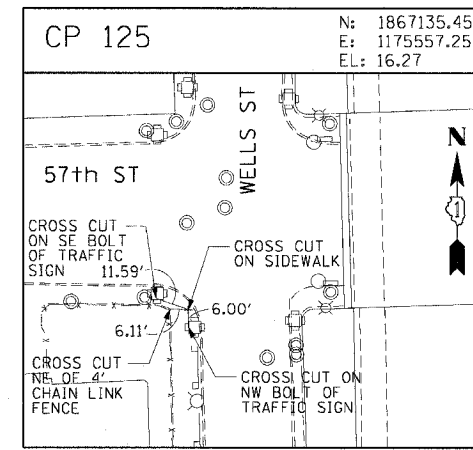 CP 125
N: 1867135.45
E: 1175557.25
EL: 16.27
WELLS ST
N
57th ST
1
CROSS CUT
ON SE BOLT
OF TRAFFIC
SIGN 11.59'
CROSS CUT
ON SIDEWALK
6.00'
6.11'
CROSS CUT
NE OF 4'
CHAIN LINK
FENCE
CROSS CUT ON
NW BOLT OF
TRAFFIC SIGN